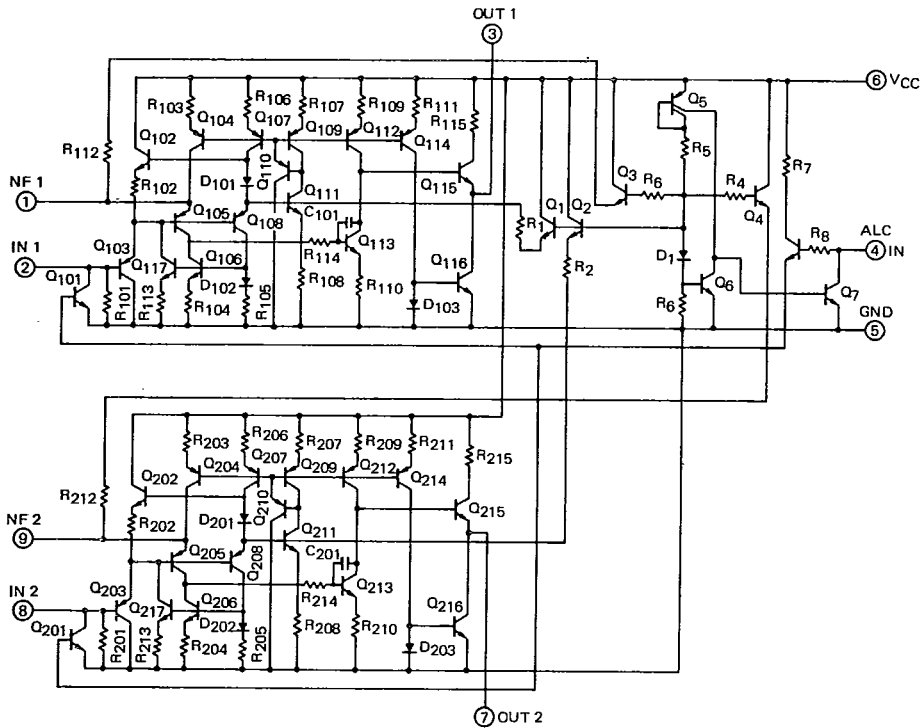 OUT 1
3
6 VCC
R103 R106 R107 R109 R111
Q104 Q107 Q109 Q112 R115 Q5
Q102 Q114
R112 D101 Q110 R5 R7
R102 Q111 Q115 Q3 R6 R4
NF 1 Q4
1 Q105 C101 R1 Q1 Q2 ALC
IN 1 Q103 Q108 R8 4 IN
2 Q106 R114 Q113 D1
Q117 Q116 R2 Q6
Q101 D102 R108 R6 Q7
R101 R113 R104 R105 R110 D103 GND
5
R203 R206 R207 R209 R211
Q204 Q207 Q209 Q212 R215
Q202 Q214
R212 D201 Q210 Q215
R202 Q211
NF 2
9 Q205 C201
IN 2 Q203 Q208 Q213
8 Q217 Q206 R214 Q216
Q201 D202 R208 R210
R201 R213 R204 R205 D203
7 OUT 2